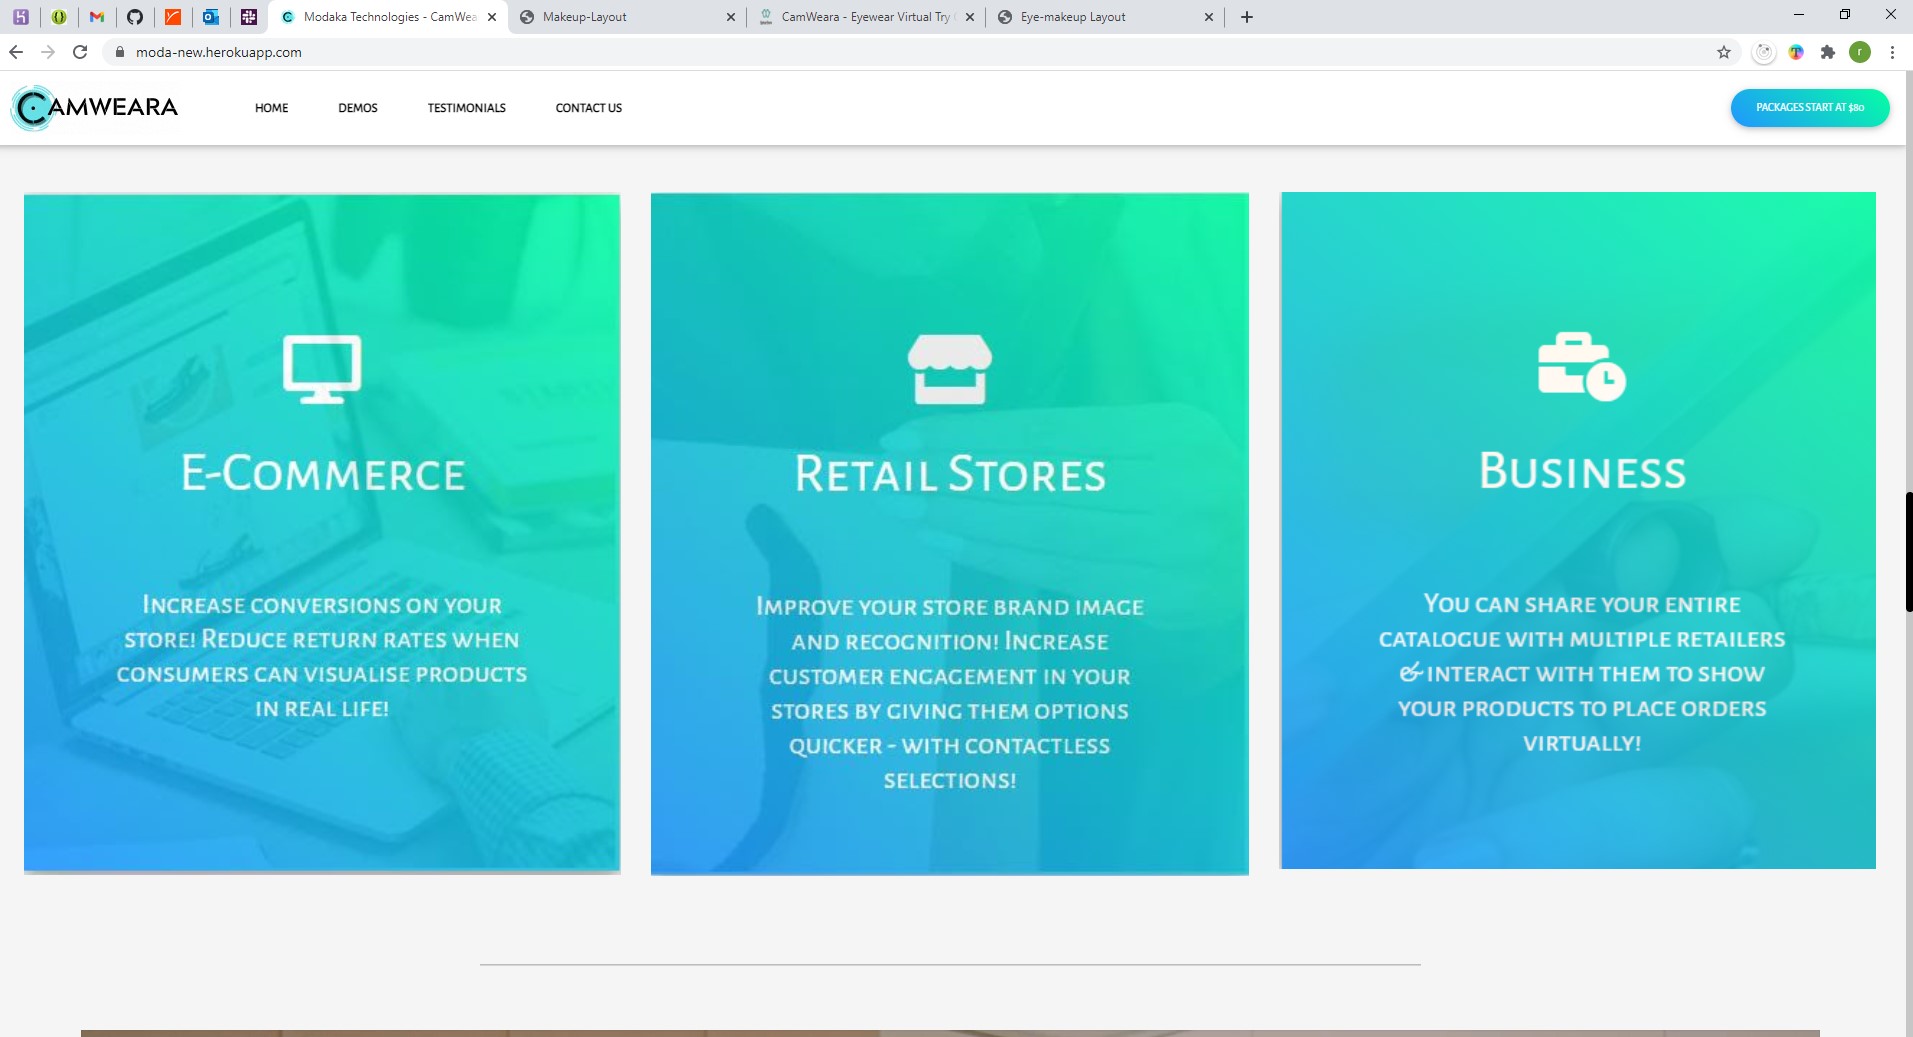 Modaka Technologies - CamWea
Makeup-Layout
CamWeara - Eyewear Virtual Try
Eye-makeup Layout
moda-new.herokuapp.com
r
CAMWEARA
HOME
DEMOS
TESTIMONIALS
CONTACT US
PACKAGES START AT $80
E-Commerce
Increase conversions on your
store! Reduce return rates when
consumers can visualise products
in real life!
Retail Stores
Improve your store brand image
and recognition! Increase
customer engagement in your
stores by giving them options
quicker - with contactless
selections!
Business
You can share your entire
catalogue with multiple retailers
& interact with them to show
your products to place orders
virtually!